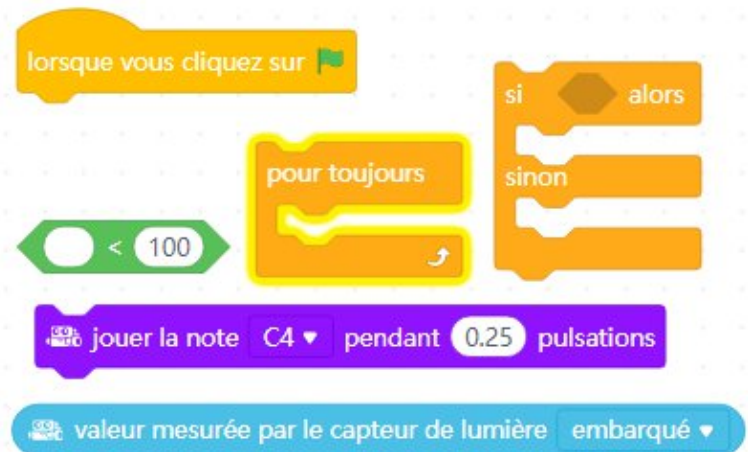 lorsque vous cliquez sur
si alors
pour toujours
sinon
< 100
jouer la note C4 ▾ pendant 0.25 pulsations
valeur mesurée par le capteur de lumière embarqué ▾